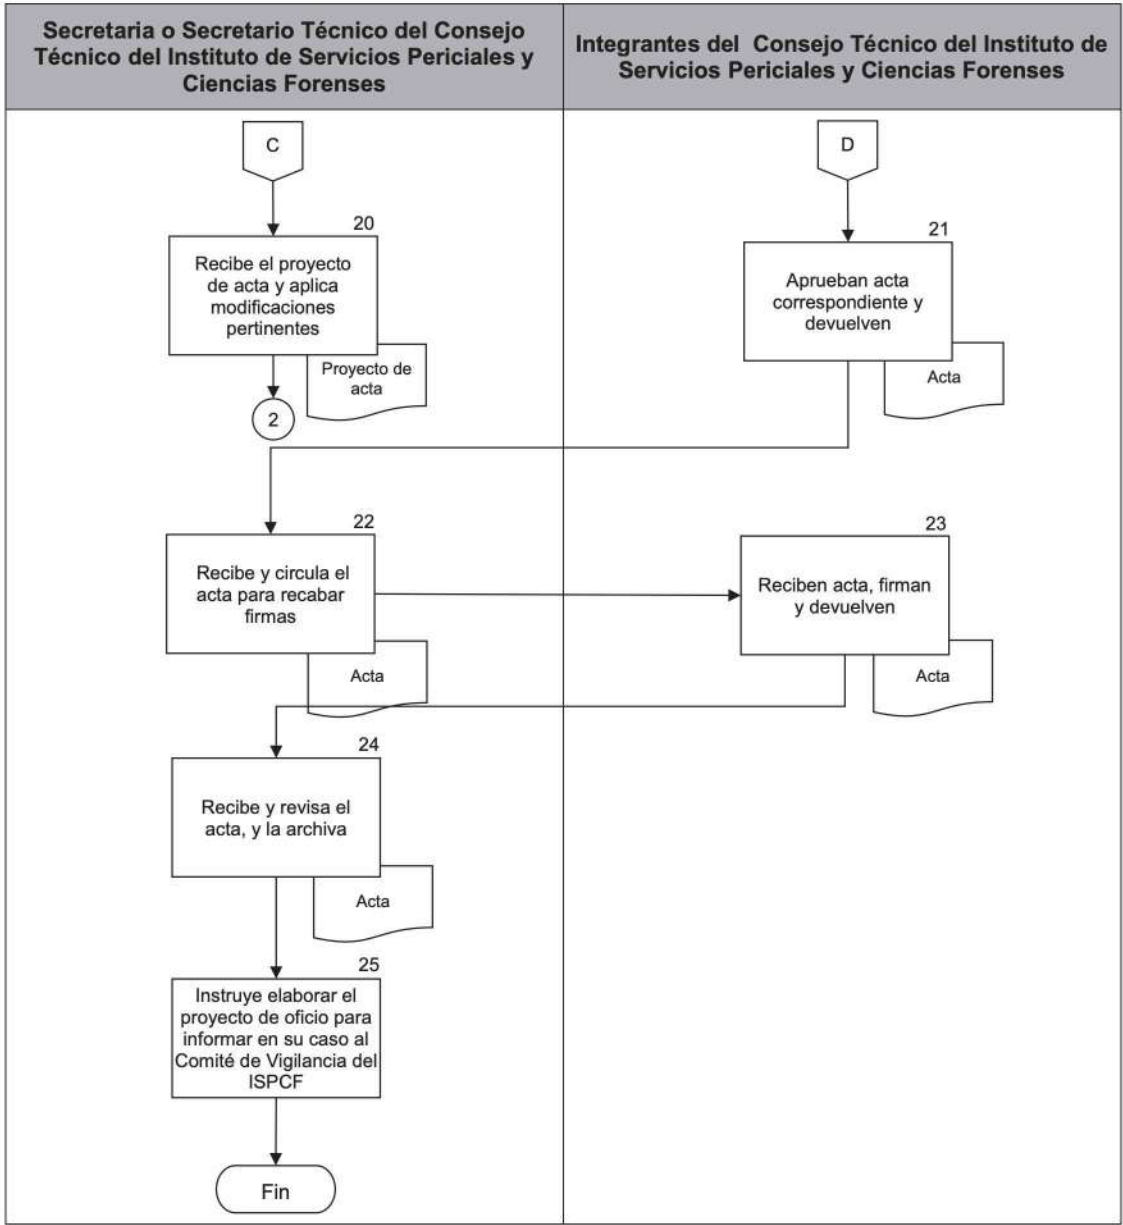 Secretaria o Secretario Técnico del Consejo
Técnico del Instituto de Servicios Periciales y
Ciencias Forenses
Integrantes del Consejo Técnico del Instituto de
Servicios Periciales y Ciencias Forenses
C
D
20
Recibe el proyecto
de acta y aplica
modificaciones
pertinentes
Proyecto de
acta
2
21
Aprueban acta
correspondiente y
devuelven
Acta
22
Recibe y circula el
acta para recabar
firmas
Acta
23
Reciben acta, firman
y devuelven
Acta
24
Recibe y revisa el
acta, y la archiva
Acta
25
Instruye elaborar el
proyecto de oficio para
informar en su caso al
Comité de Vigilancia del
ISPCF
Fin